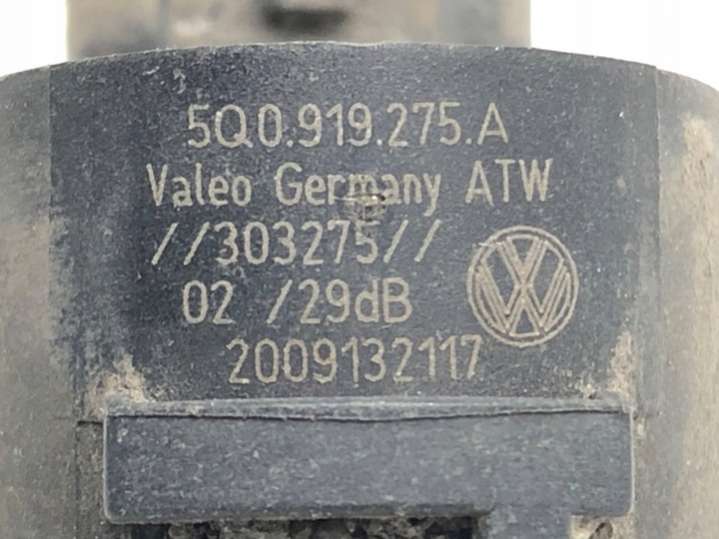 5Q0.919.275.A
Valeo Germany ATW
//303275//
02 /29dB
2009132117